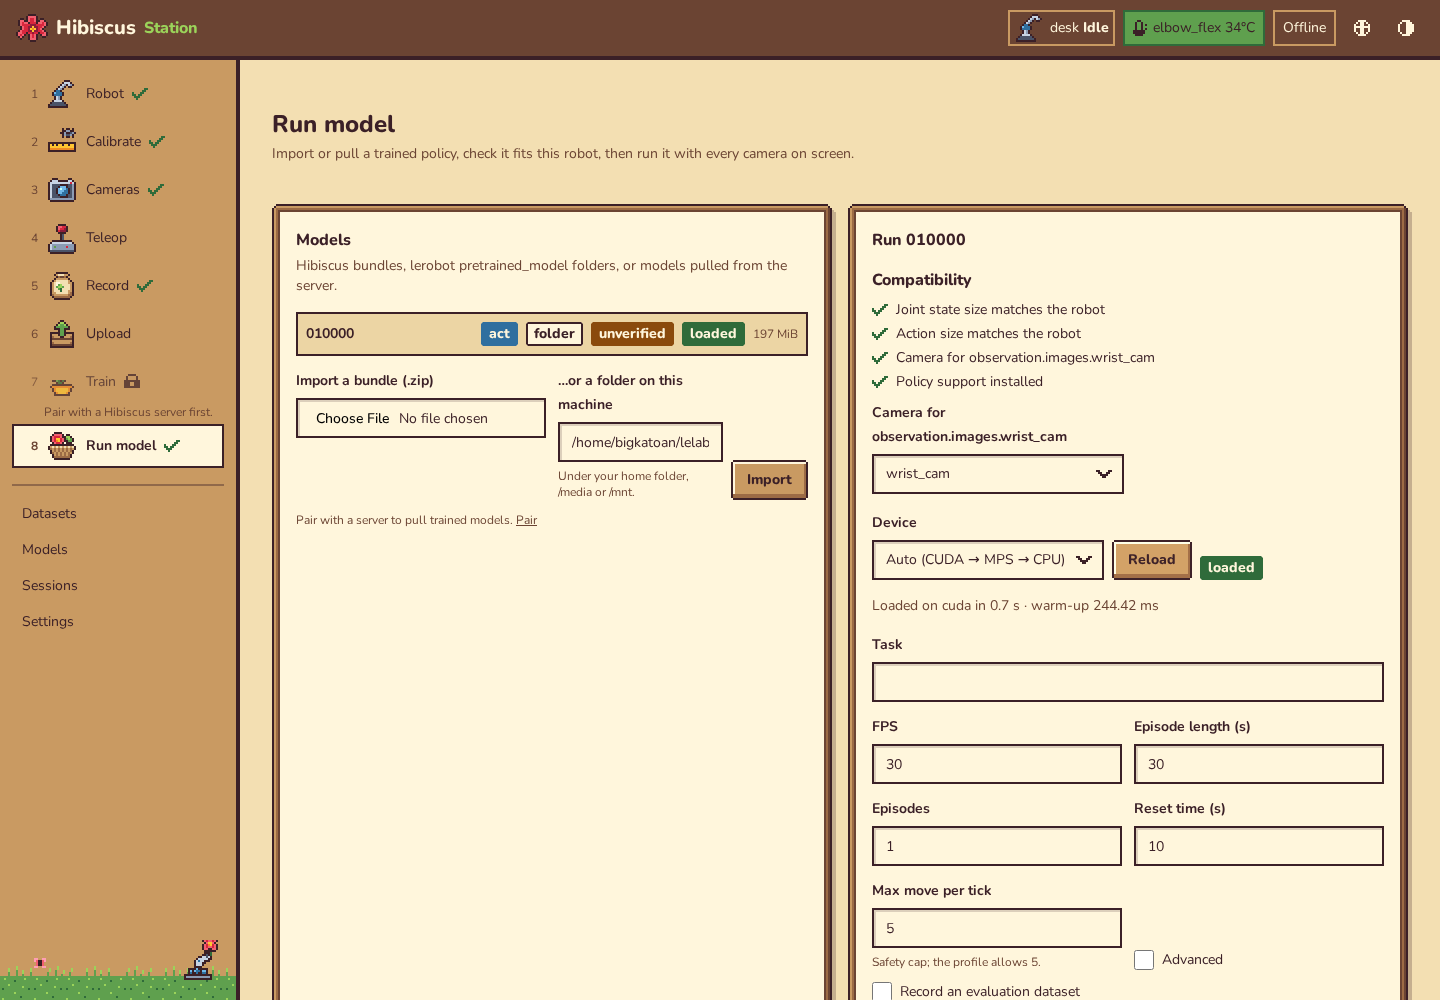 Hibiscus Station
desk Idle
elbow_flex 34°C
Offline
1 Robot
2 Calibrate
3 Cameras
4 Teleop
5 Record
6 Upload
7 Train
Pair with a Hibiscus server first.
8 Run model
Datasets
Models
Sessions
Settings
Run model
Import or pull a trained policy, check it fits this robot, then run it with every camera on screen.
Models
Hibiscus bundles, lerobot pretrained_model folders, or models pulled from the
server.
010000 act folder unverified loaded 197 MiB
Import a bundle (.zip)
Choose File No file chosen
…or a folder on this
machine
/home/bigkatoan/lelab
Under your home folder,
/media or /mnt.
Import
Pair with a server to pull trained models. Pair
Run 010000
Compatibility
Joint state size matches the robot
Action size matches the robot
Camera for observation.images.wrist_cam
Policy support installed
Camera for
observation.images.wrist_cam
wrist_cam
Device
Auto (CUDA → MPS → CPU) Reload loaded
Loaded on cuda in 0.7 s · warm-up 244.42 ms
Task
FPS Episode length (s)
30 30
Episodes Reset time (s)
1 10
Max move per tick
5
Safety cap; the profile allows 5.
Advanced
Record an evaluation dataset